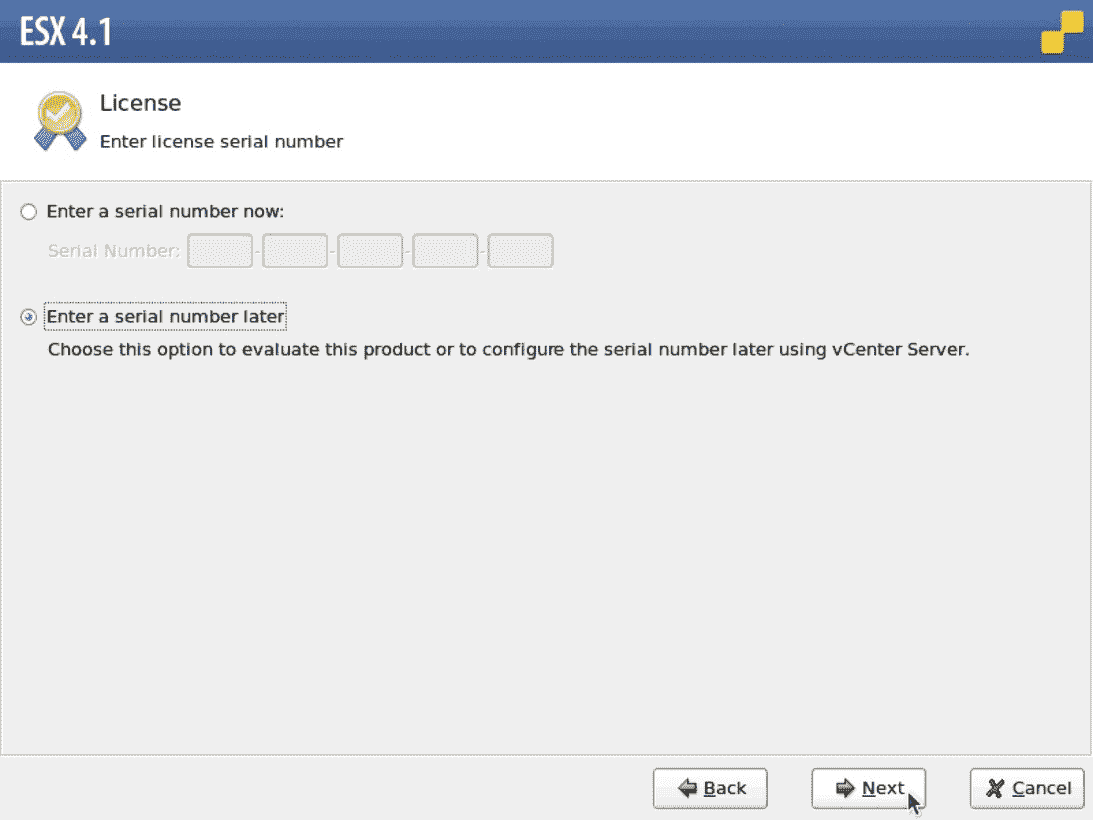 ESX 4.1
License
Enter license serial number
Enter a serial number now:
Serial Number: - - - -
Enter a serial number later
Choose this option to evaluate this product or to configure the serial number later using vCenter Server.
Back Next Cancel